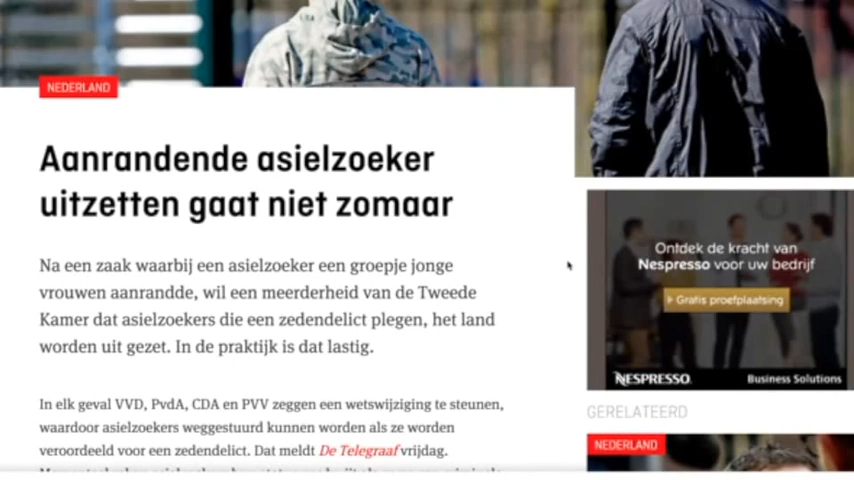 NEDERLAND
Aanrandende asielzoeker
uitzetten gaat niet zomaar
Na een zaak waarbij een asielzoeker een groepje jonge
vrouwen aanrandde, wil een meerderheid van de Tweede
Kamer dat asielzoekers die een zedendelict plegen, het land
worden uit gezet. In de praktijk is dat lastig.
In elk geval VVD, PvdA, CDA en PVV zeggen een wetswijziging te steunen,
waardoor asielzoekers weggestuurd kunnen worden als ze worden
veroordeeld voor een zedendelict. Dat meldt De Telegraaf vrijdag.
Ontdek de kracht van
Nespresso voor uw bedrijf
Gratis proefplaatsing
NESPRESSO. Business Solutions
GERELATEERD
NEDERLAND